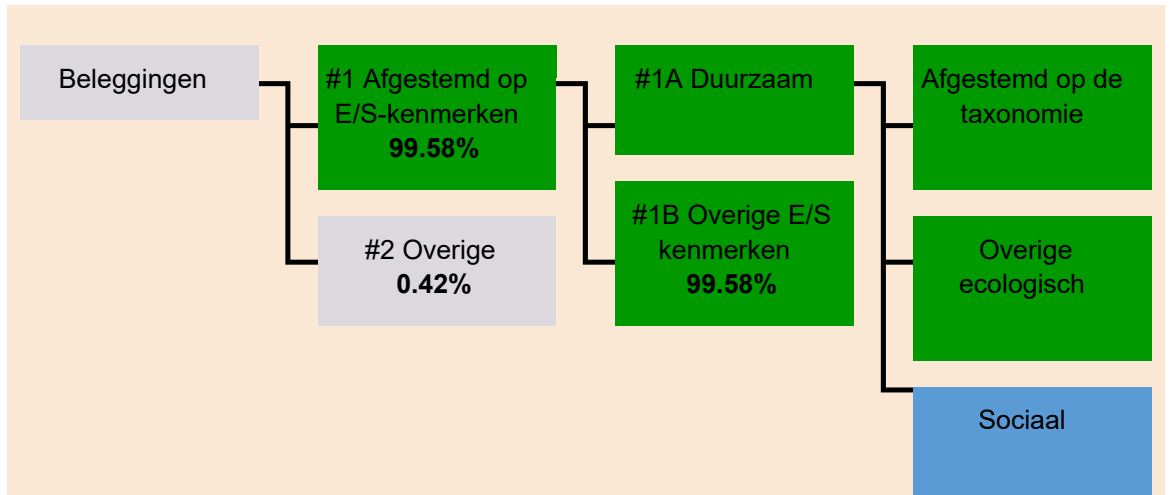 Beleggingen
#1 Afgestemd op
E/S-kenmerken
99.58%
#2 Overige
0.42%
#1A Duurzaam
#1B Overige E/S
kenmerken
99.58%
Afgestemd op de
taxonomie
Overige
ecologisch
Sociaal